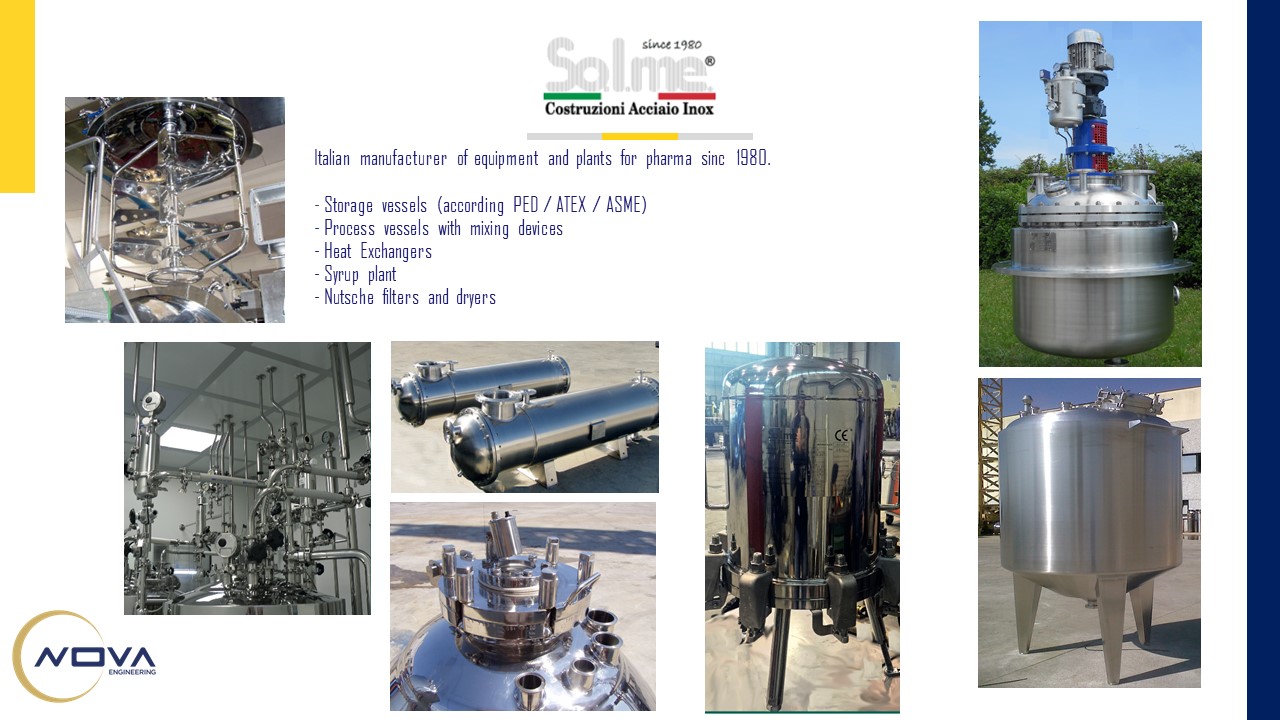 since 1980
Sal.me.®
Costruzioni Acciaio Inox
Italian manufacturer of equipment and plants for pharma sinc 1980.
- Storage vessels (according PED / ATEX / ASME)
- Process vessels with mixing devices
- Heat Exchangers
- Syrup plant
- Nutsche filters and dryers
CE
NOVA
ENGINEERING